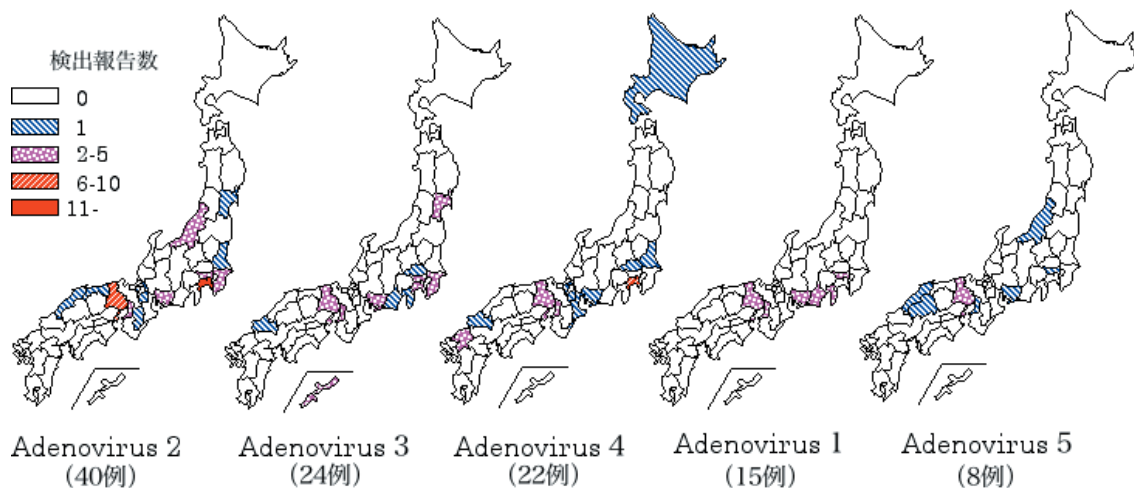 検出報告数
0
1
2-5
6-10
11-
Adenovirus 2
(40例)
Adenovirus 3
(24例)
Adenovirus 4
(22例)
Adenovirus 1
(15例)
Adenovirus 5
(8例)